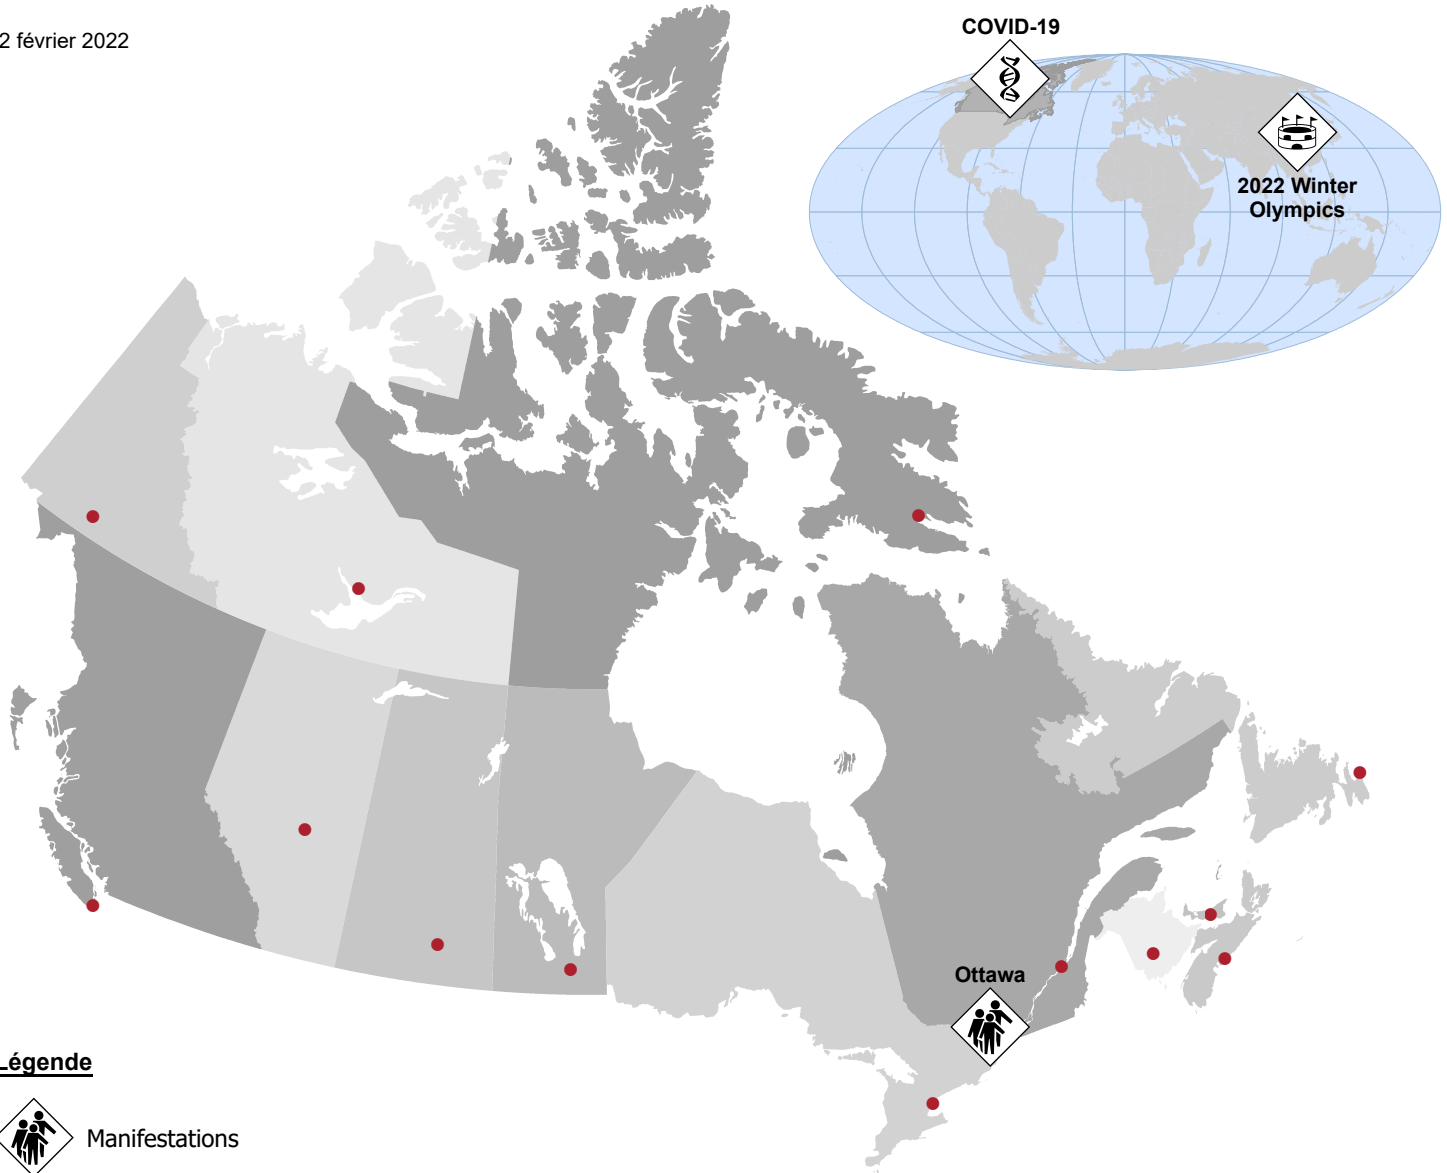 2 février 2022
COVID-19
2022 Winter
Olympics
Ottawa
Légende
Manifestations